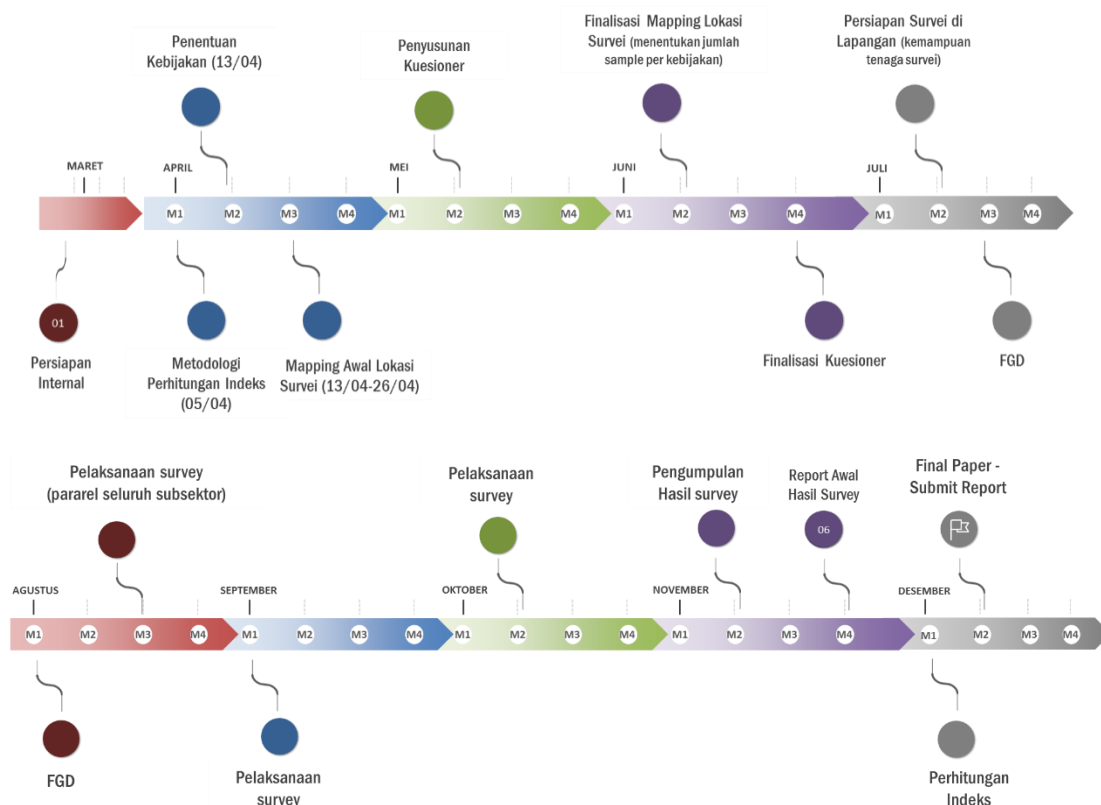 Penentuan
Kebijakan (13/04)
Penyusunan
Kuesioner
Finalisasi Mapping Lokasi
Survei (menentukan jumlah
sample per kebijakan)
Persiapan Survei di
Lapangan (kemampuan
tenaga survei)
MARET
APRIL
MEI
JUNI
JULI
M1 M2 M3 M4 M1 M2 M3 M4 M1 M2 M3 M4 M1 M2 M3 M4
01
Persiapan
Internal
Metodologi
Perhitungan Indeks
(05/04)
Mapping Awal Lokasi
Survei (13/04-26/04)
Finalisasi Kuesioner
FGD
Pelaksanaan survey
(pararel seluruh subsektor)
Pelaksanaan
survey
Pengumpulan
Hasil survey
Report Awal
Hasil Survey
06
Final Paper -
Submit Report
AGUSTUS
SEPTEMBER
OKTOBER
NOVEMBER
DESEMBER
M1 M2 M3 M4 M1 M2 M3 M4 M1 M2 M3 M4 M1 M2 M3 M4 M1 M2 M3 M4
FGD
Pelaksanaan
survey
Perhitungan
Indeks